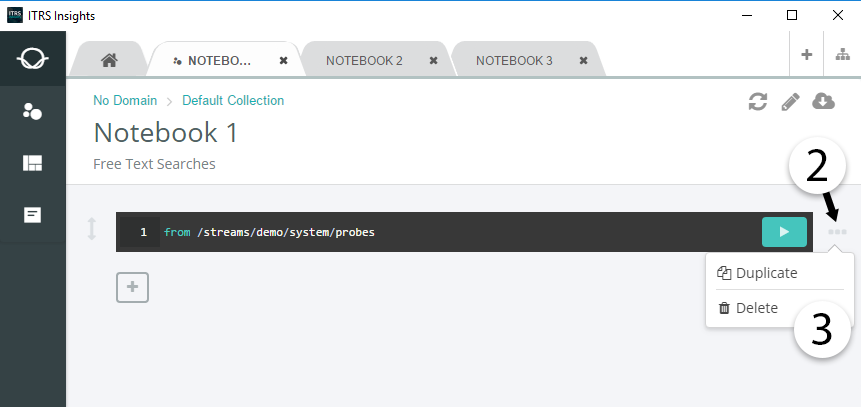 ITRS Insights
NOTEBO... NOTEBOOK 2 NOTEBOOK 3
No Domain > Default Collection
Notebook 1
Free Text Searches
2
1 from /streams/demo/system/probes
Duplicate
Delete
3